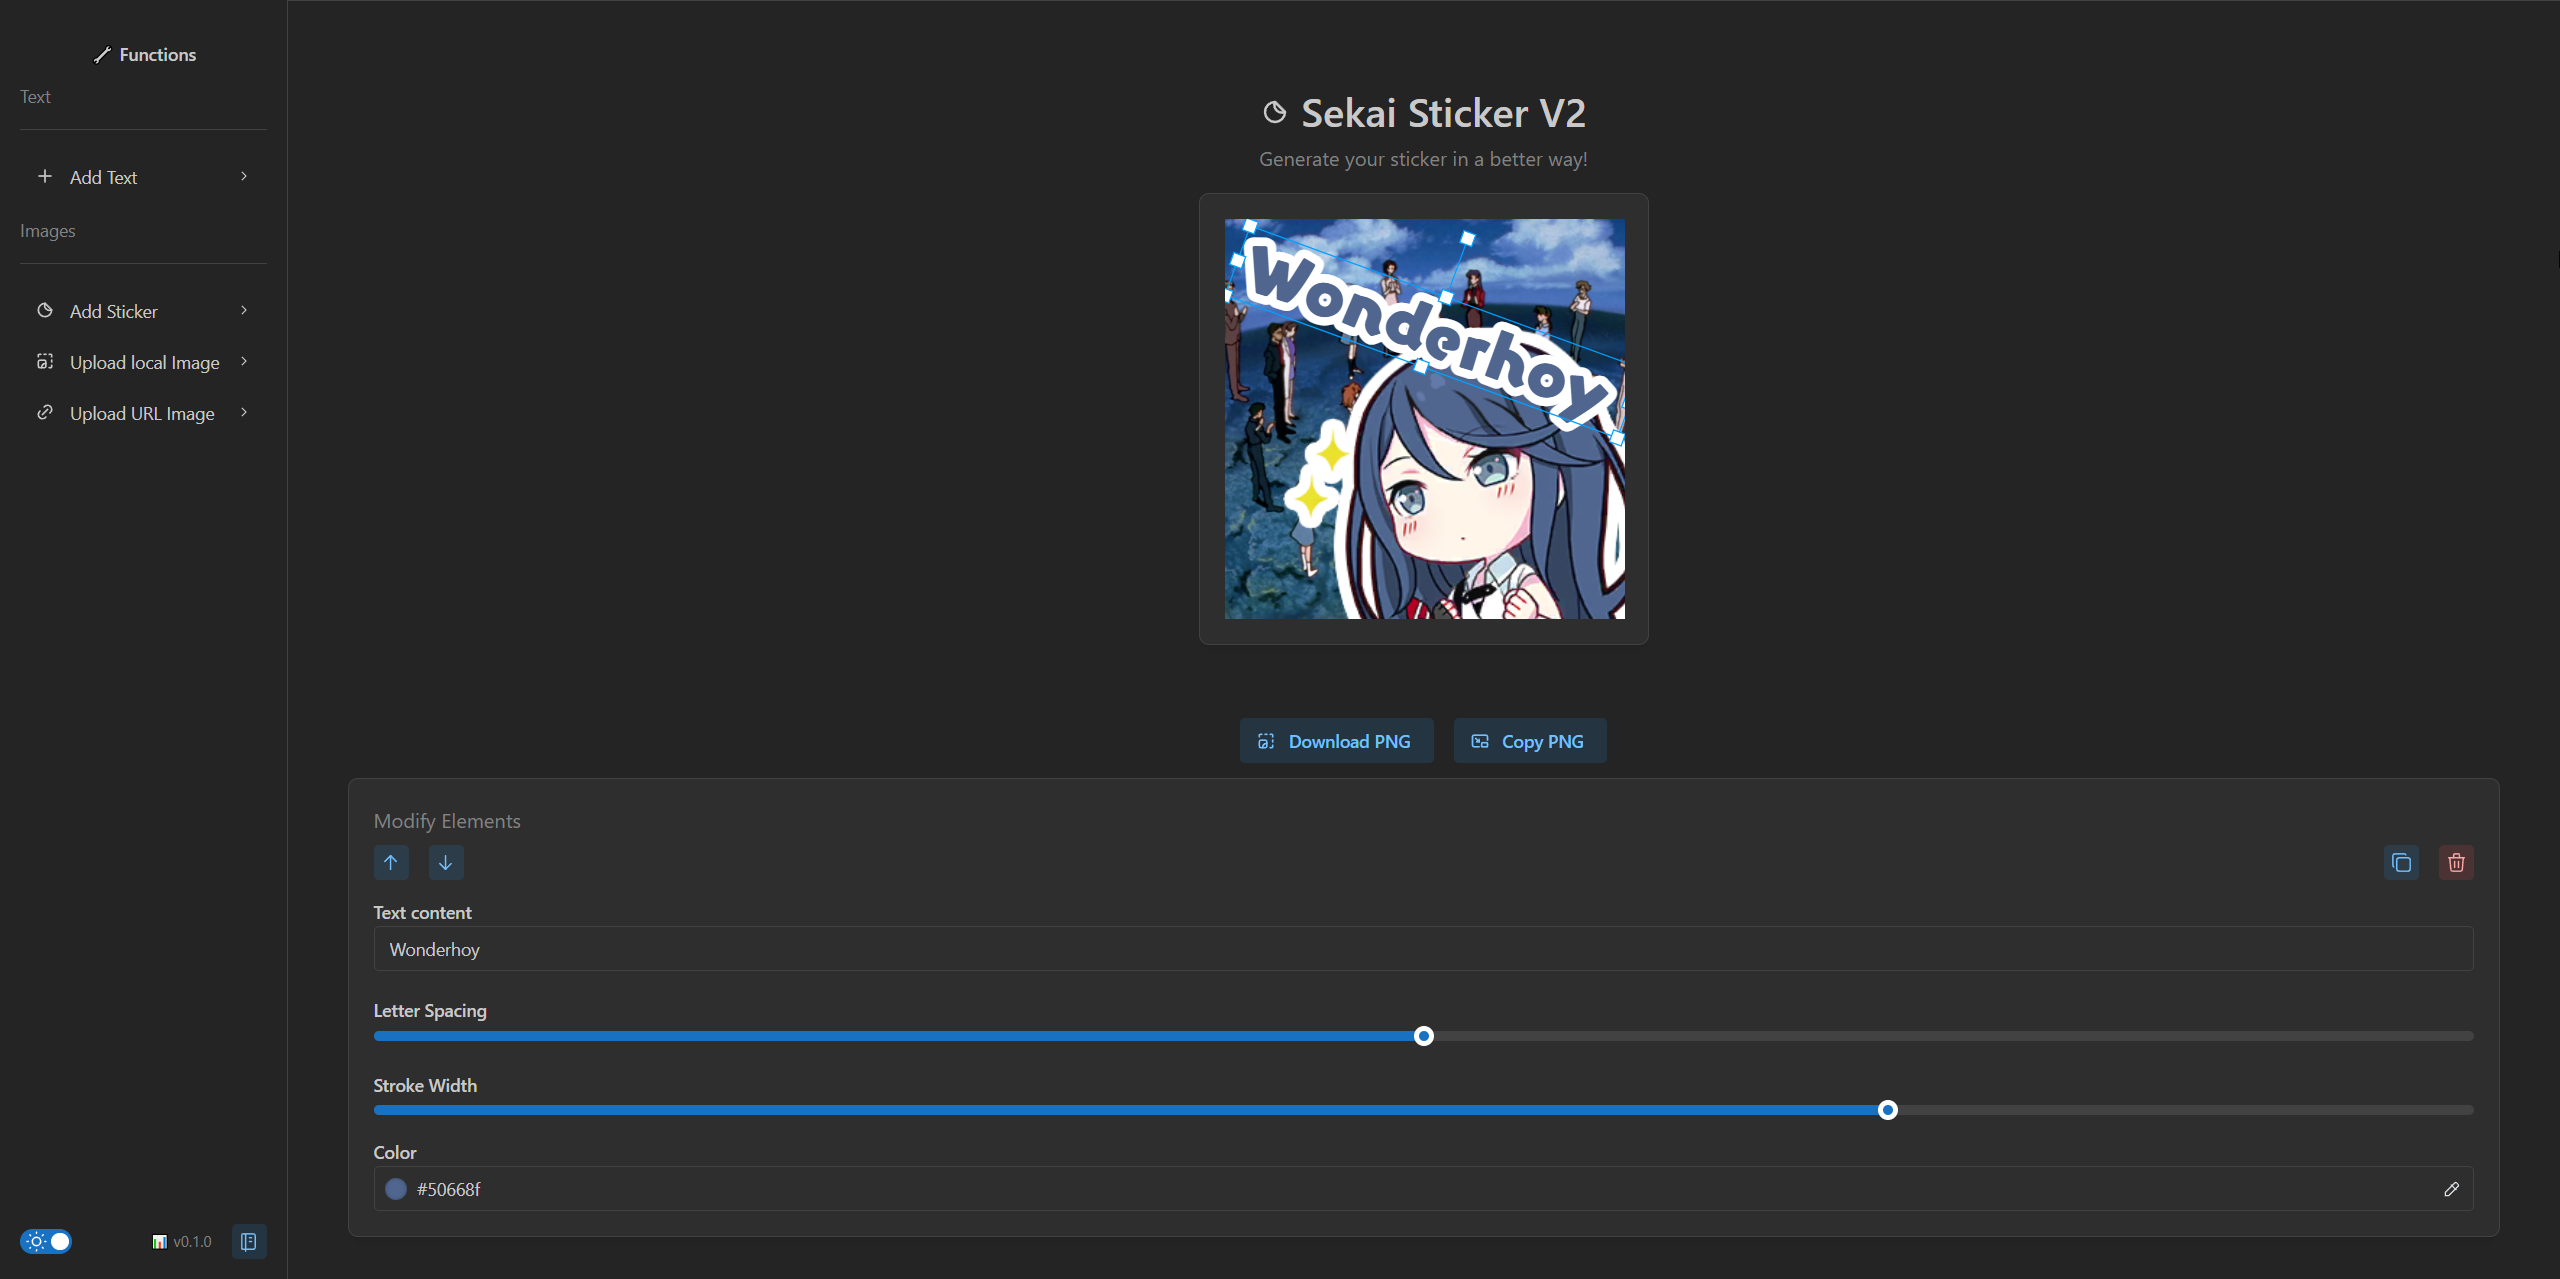 Functions
Text
Add Text
Images
Add Sticker
Upload local Image
Upload URL Image
v0.1.0
Sekai Sticker V2
Generate your sticker in a better way!
Wonderhoy
Download PNG
Copy PNG
Modify Elements
Text content
Wonderhoy
Letter Spacing
Stroke Width
Color
#50668f